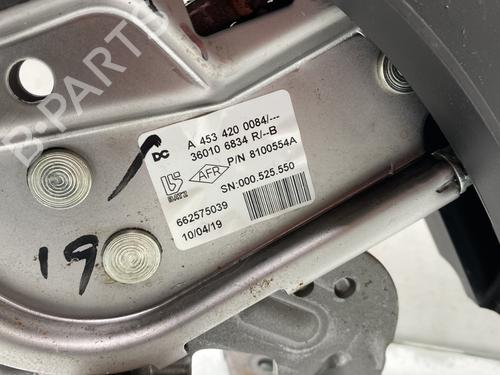 B-PARTS
DC A 453 420 0084/---
36010 6834 R/--B
AFR P/N 8100554A
SN:000.525.550
662575039
10/04/19
19